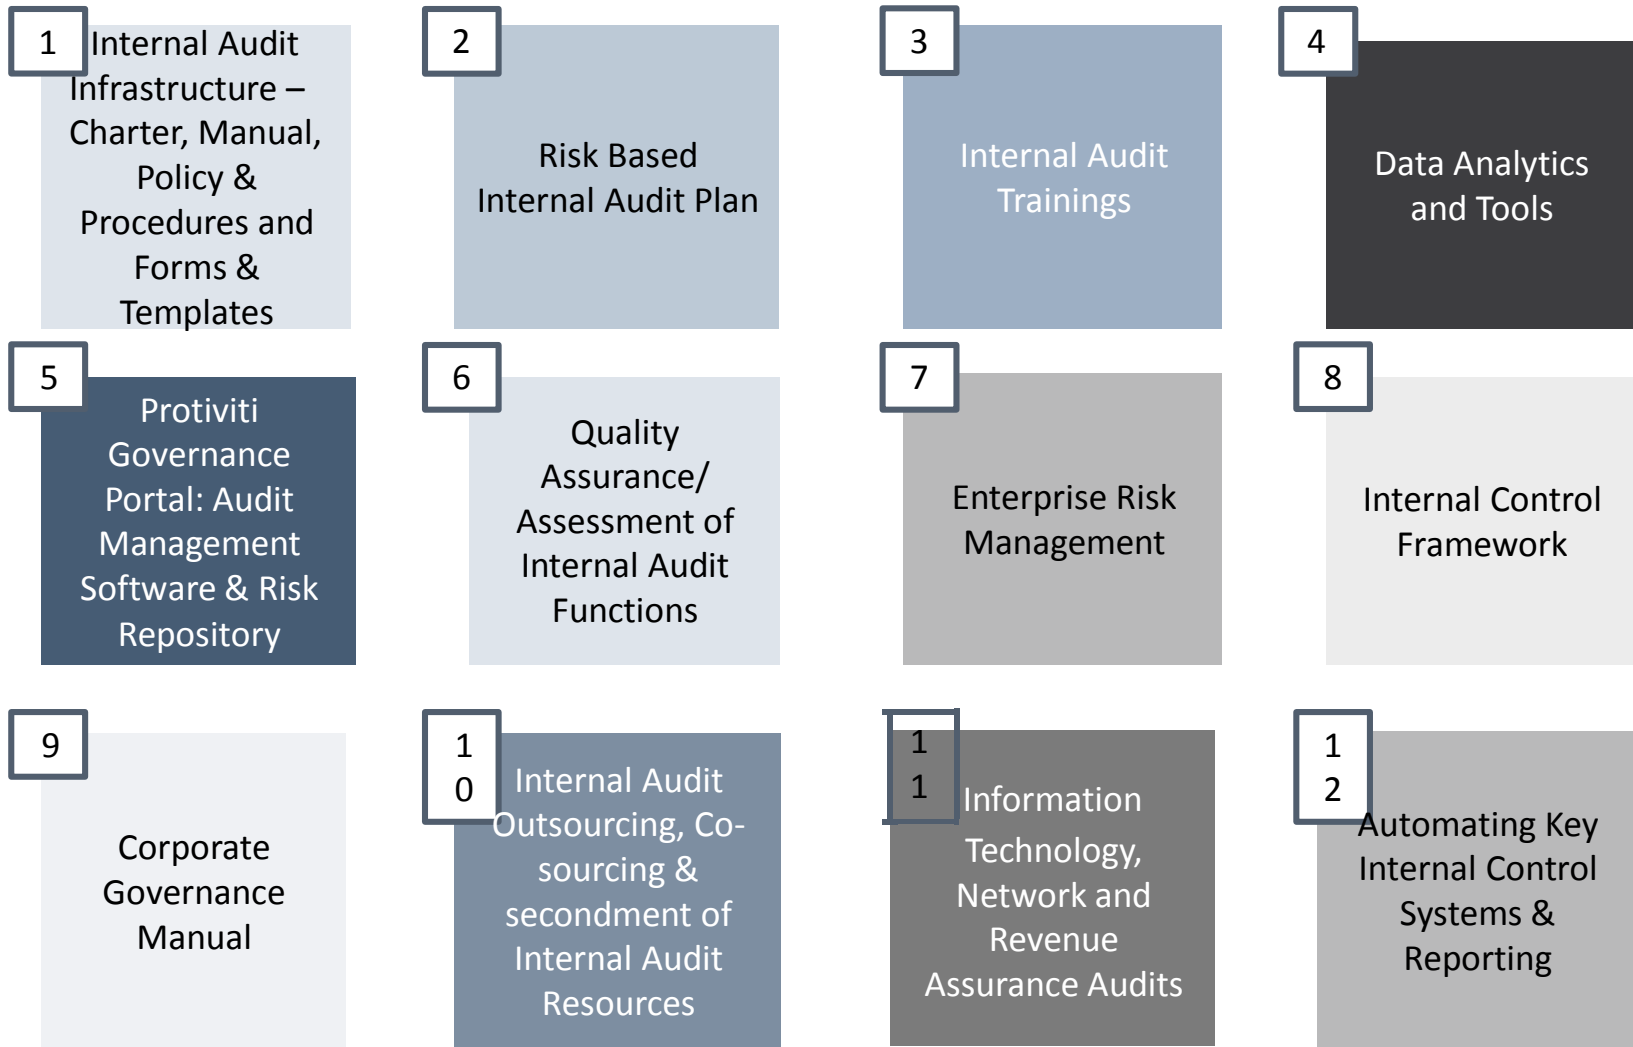 1
Internal Audit
Infrastructure –
Charter, Manual,
Policy &
Procedures and
Forms &
Templates
2
Risk Based
Internal Audit Plan
3
Internal Audit
Trainings
4
Data Analytics
and Tools
5
Protiviti
Governance
Portal: Audit
Management
Software & Risk
Repository
6
Quality
Assurance/
Assessment of
Internal Audit
Functions
7
Enterprise Risk
Management
8
Internal Control
Framework
9
Corporate
Governance
Manual
1
0
Internal Audit
Outsourcing, Co-
sourcing &
secondment of
Internal Audit
Resources
1
1
Information
Technology,
Network and
Revenue
Assurance Audits
1
2
Automating Key
Internal Control
Systems &
Reporting